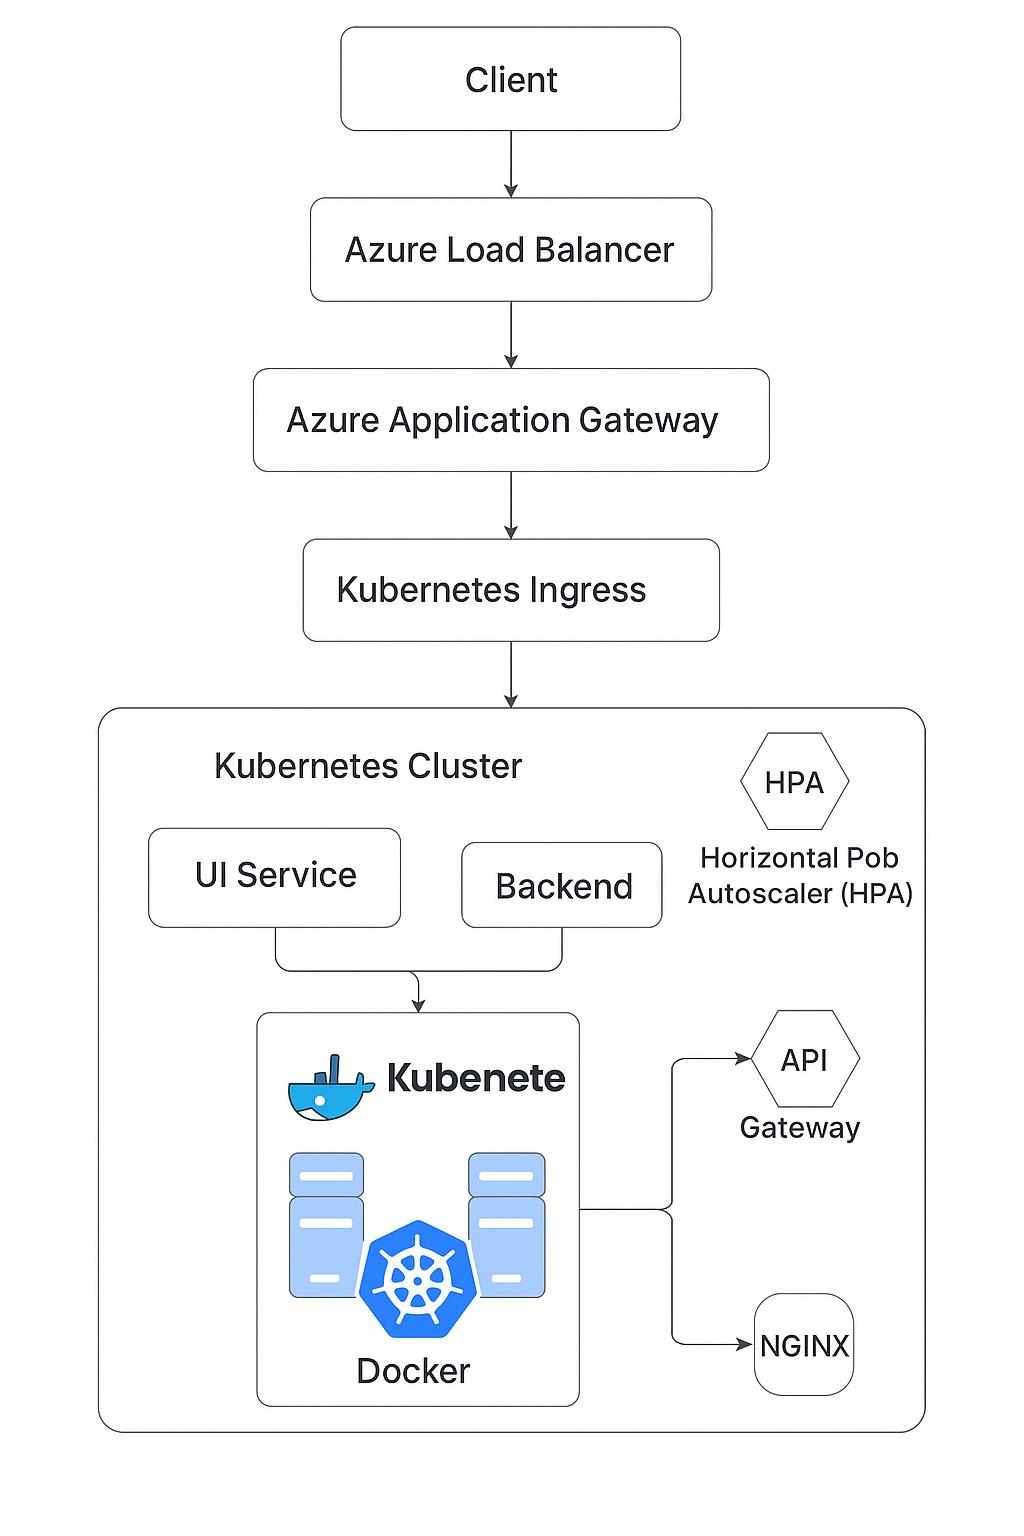 Client
Azure Load Balancer
Azure Application Gateway
Kubernetes Ingress
Kubernetes Cluster
HPA
Horizontal Pob
Autoscaler (HPA)
UI Service
Backend
Kubenete
Docker
API
Gateway
NGINX